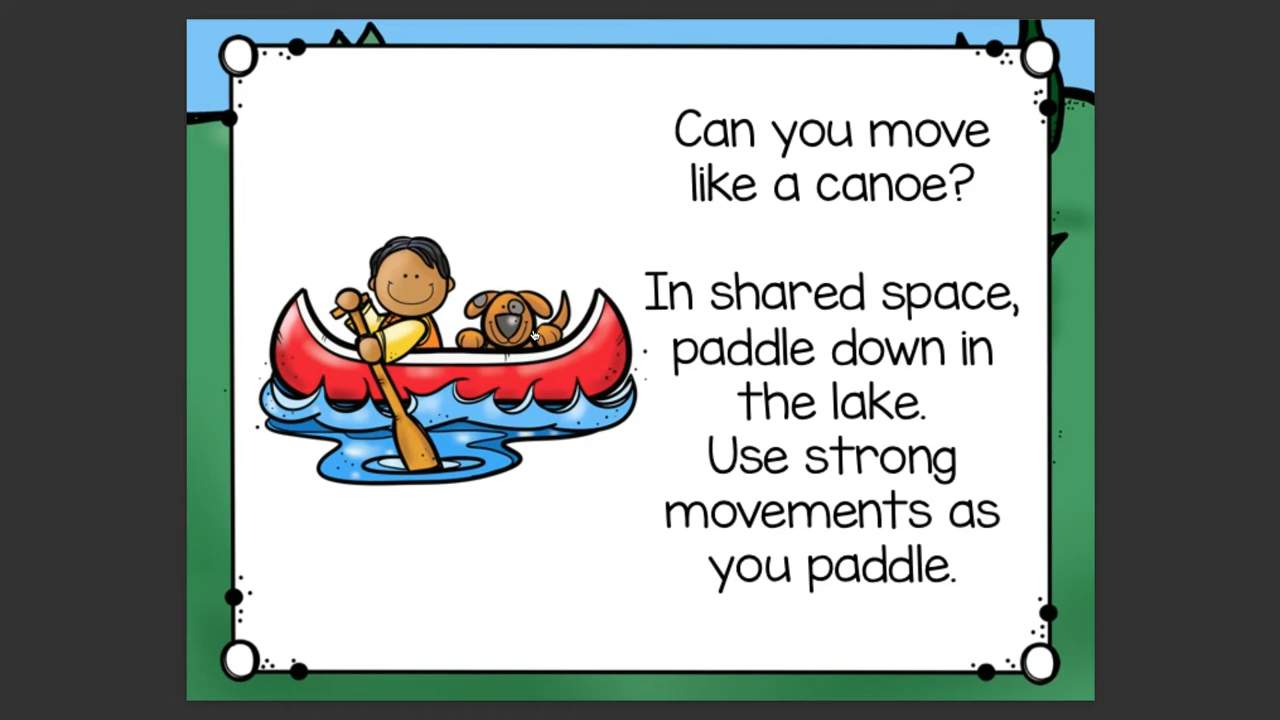 Can you move
like a canoe?
In shared space,
paddle down in
the lake.
Use strong
movements as
you paddle.